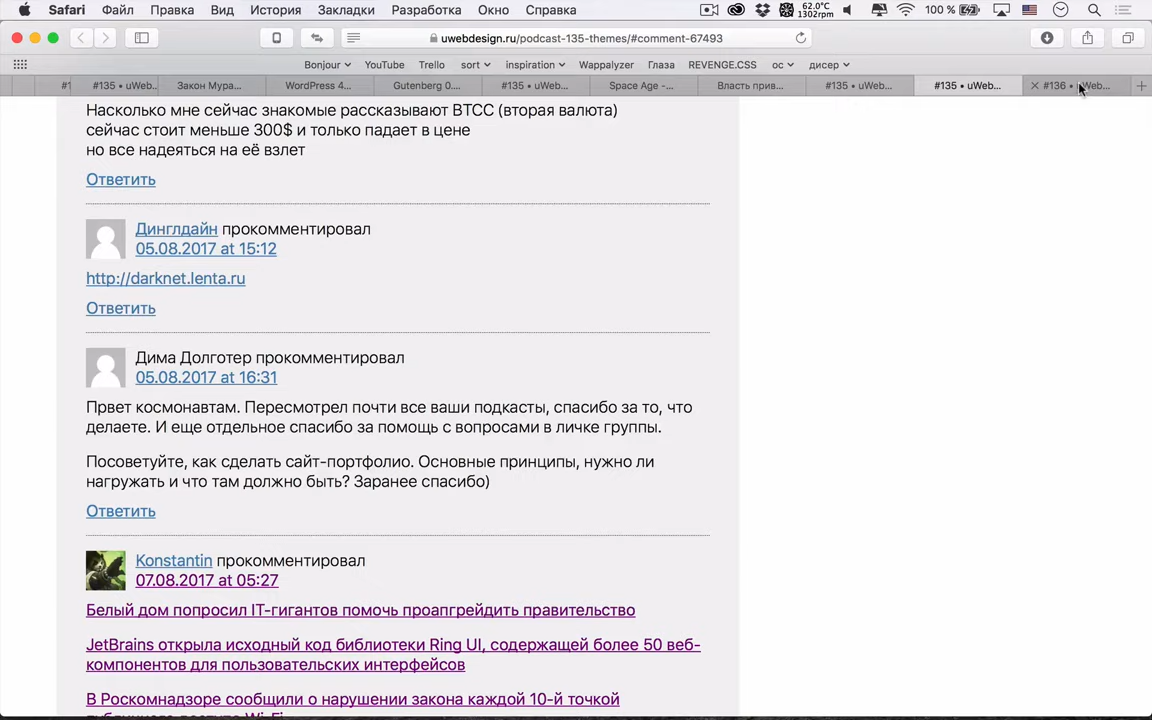 Safari Файл Правка Вид История Закладки Разработка Окно Справка 62.0°C 1302rpm 100 %
uwebdesign.ru/podcast-135-themes/#comment-67493
Bonjour YouTube Trello sort inspiration Wappalyzer Глаза REVENGE.CSS ос дисер
#1 #135 • uWeb... Закон Мура... WordPress 4... Gutenberg 0.... #135 • uWeb... Space Age -... Власть прив... #135 • uWeb... #135 • uWeb... #136 • uWeb...
Насколько мне сейчас знакомые рассказывают BTCC (вторая валюта)
сейчас стоит меньше 300$ и только падает в цене
но все надеяться на её взлет
Ответить
Динглдайн прокомментировал
05.08.2017 at 15:12
http://darknet.lenta.ru
Ответить
Дима Долготер прокомментировал
05.08.2017 at 16:31
Првет космонавтам. Пересмотрел почти все ваши подкасты, спасибо за то, что
делаете. И еще отдельное спасибо за помощь с вопросами в личке группы.
Посоветуйте, как сделать сайт-портфолио. Основные принципы, нужно ли
нагружать и что там должно быть? Заранее спасибо)
Ответить
Konstantin прокомментировал
07.08.2017 at 05:27
Белый дом попросил IT-гигантов помочь проапгрейдить правительство
JetBrains открыла исходный код библиотеки Ring UI, содержащей более 50 веб-
компонентов для пользовательских интерфейсов
В Роскомнадзоре сообщили о нарушении закона каждой 10-й точкой
публичного доступа Wi-Fi